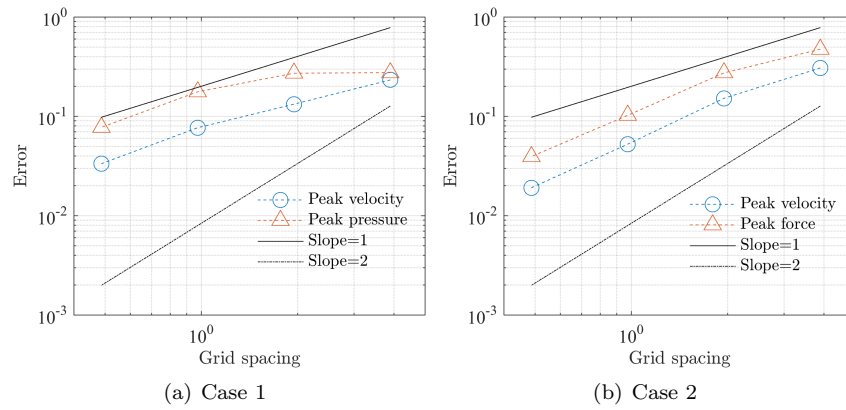 10^0
10^-1
10^-2
10^-3
Error
Peak velocity
Peak pressure
Slope=1
Slope=2
10^0
Grid spacing
(a) Case 1
10^0
10^-1
10^-2
10^-3
Error
Peak velocity
Peak force
Slope=1
Slope=2
10^0
Grid spacing
(b) Case 2